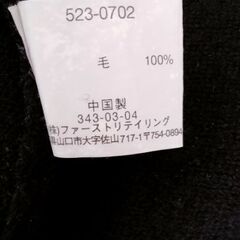 523-0702
毛 100%
中国製
343-03-04
㈱ファーストリテイリング
県山口市大字佐山717-1〒754-0894